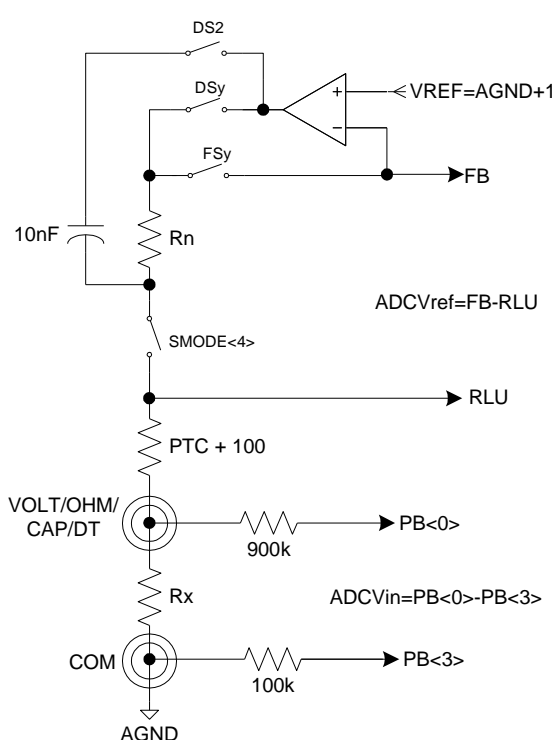 DS2
DSy
VREF=AGND+1
FSy
FB
10nF
Rn
ADCVref=FB-RLU
SMODE<4>
RLU
PTC + 100
VOLT/OHM/
CAP/DT
PB<0>
900k
Rx
ADCVin=PB<0>-PB<3>
COM
PB<3>
100k
AGND